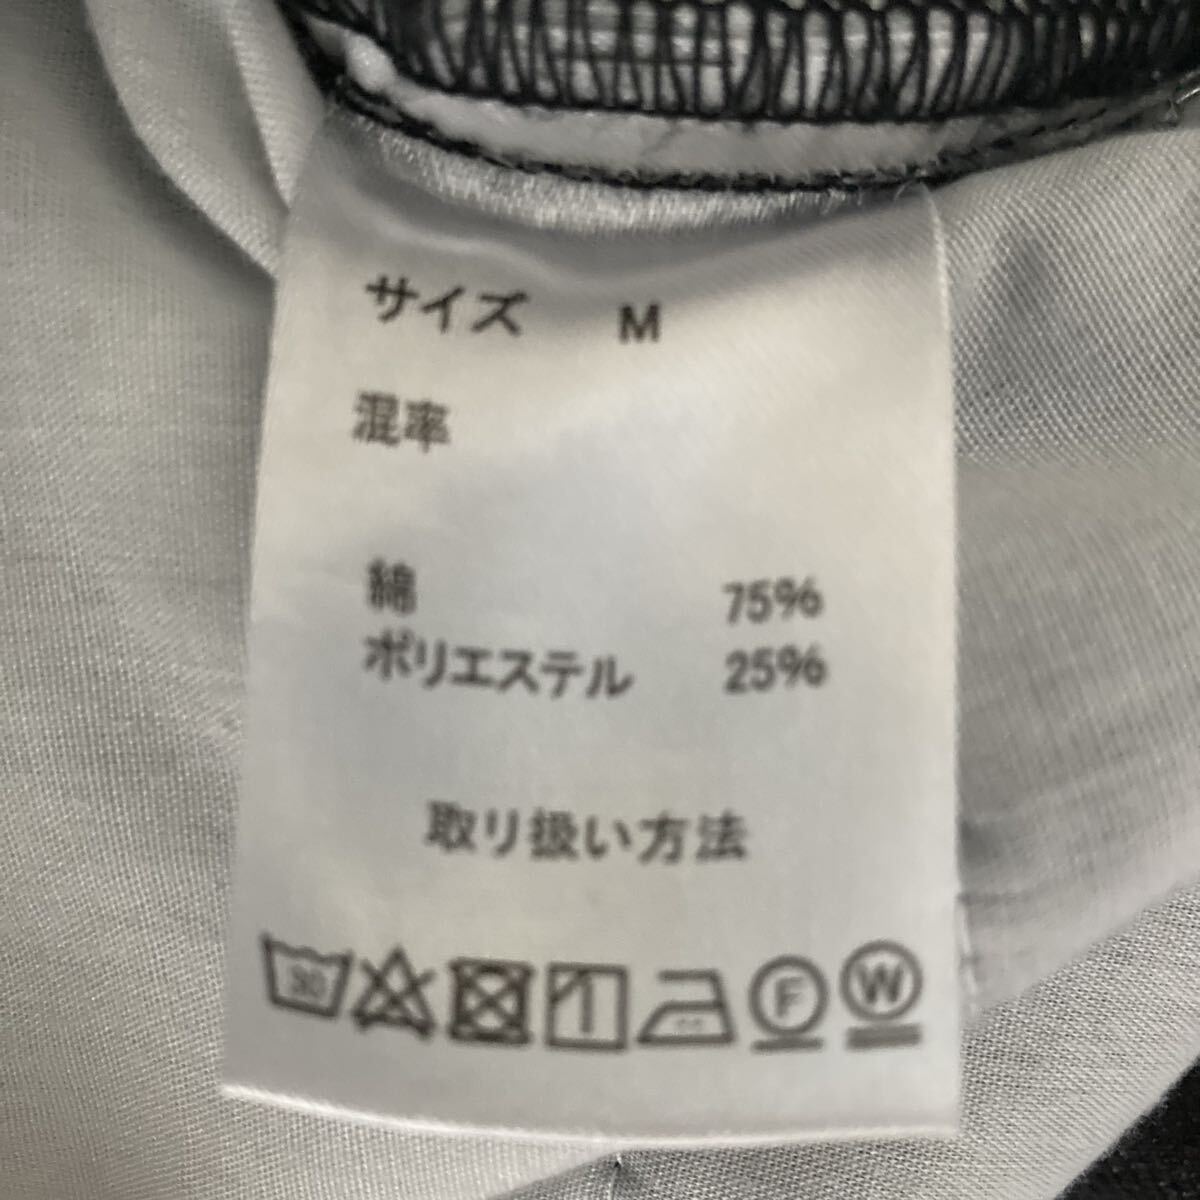 サイズ M
混率
綿 75%
ポリエステル 25%
取り扱い方法
30 F W